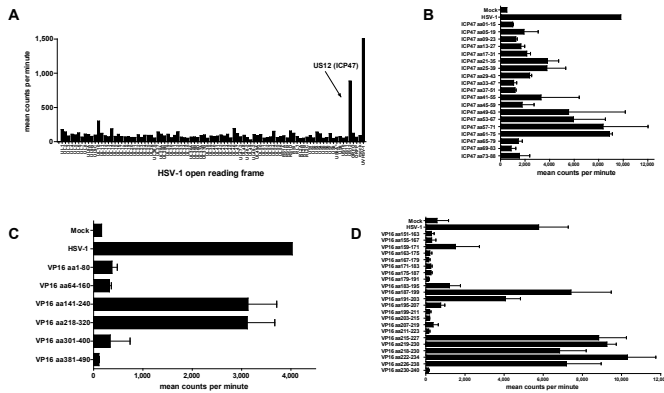 A
1,500
1,000
500
0
mean counts per minute
US12 (ICP47)
HSV-1 open reading frame
B
Mock
HSV-1
ICP47 aa01-15
ICP47 aa05-19
ICP47 aa09-23
ICP47 aa13-27
ICP47 aa17-31
ICP47 aa21-35
ICP47 aa25-39
ICP47 aa29-43
ICP47 aa33-47
ICP47 aa37-51
ICP47 aa41-55
ICP47 aa49-63
ICP47 aa53-67
ICP47 aa57-71
ICP47 aa61-75
ICP47 aa65-79
ICP47 aa69-83
ICP47 aa73-88
0 2,000 4,000 6,000 8,000 10,000 12,000
mean counts per minute
C
Mock
HSV-1
VP16 aa1-80
VP16 aa64-160
VP16 aa141-240
VP16 aa218-320
VP16 aa301-400
VP16 aa381-490
0 1,000 2,000 3,000 4,000
mean counts per minute
D
Mock
HSV-1
VP16 aa151-163
VP16 aa155-167
VP16 aa159-171
VP16 aa163-175
VP16 aa167-179
VP16 aa171-183
VP16 aa175-187
VP16 aa179-191
VP16 aa183-195
VP16 aa187-199
VP16 aa191-203
VP16 aa195-207
VP16 aa199-211
VP16 aa203-215
VP16 aa207-219
VP16 aa211-223
VP16 aa215-227
VP16 aa219-230
VP16 aa218-230
VP16 aa222-234
VP16 aa226-238
VP16 aa230-240
0 2,000 4,000 6,000 8,000 10,000 12,000
mean counts per minute